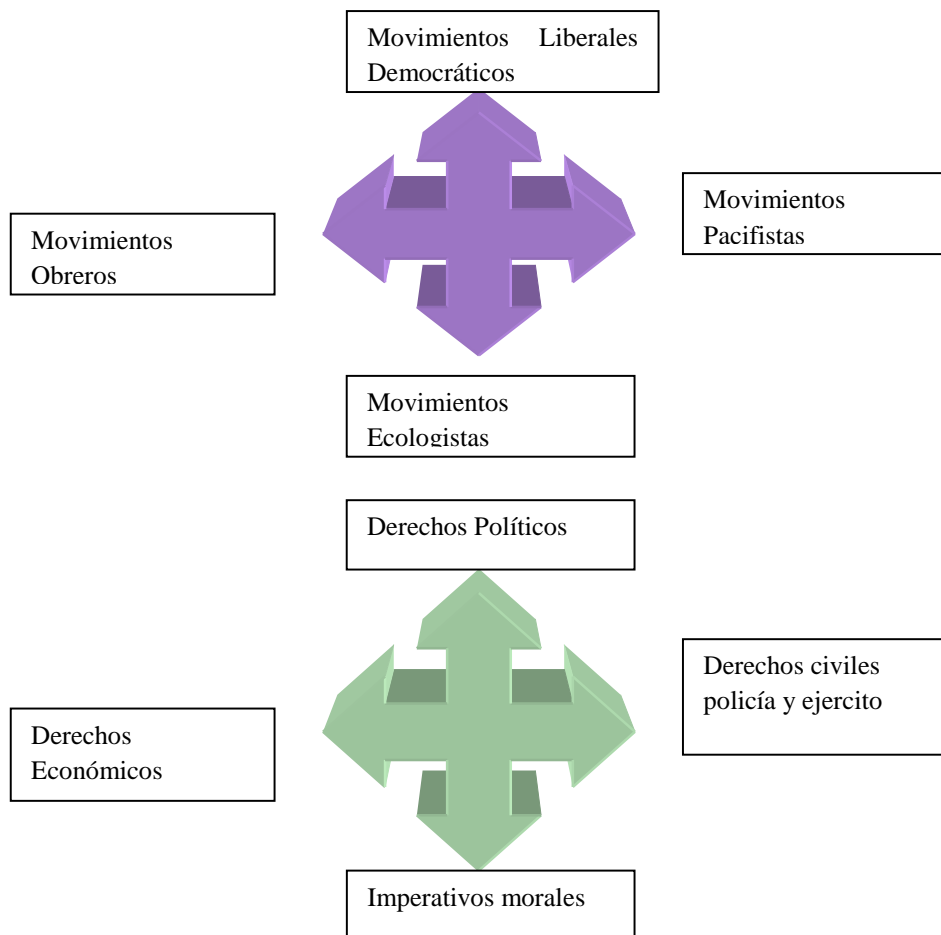 Movimientos Liberales
Democráticos
Movimientos
Pacifistas
Movimientos
Obreros
Movimientos
Ecologistas
Derechos Políticos
Derechos civiles
policía y ejercito
Derechos
Económicos
Imperativos morales